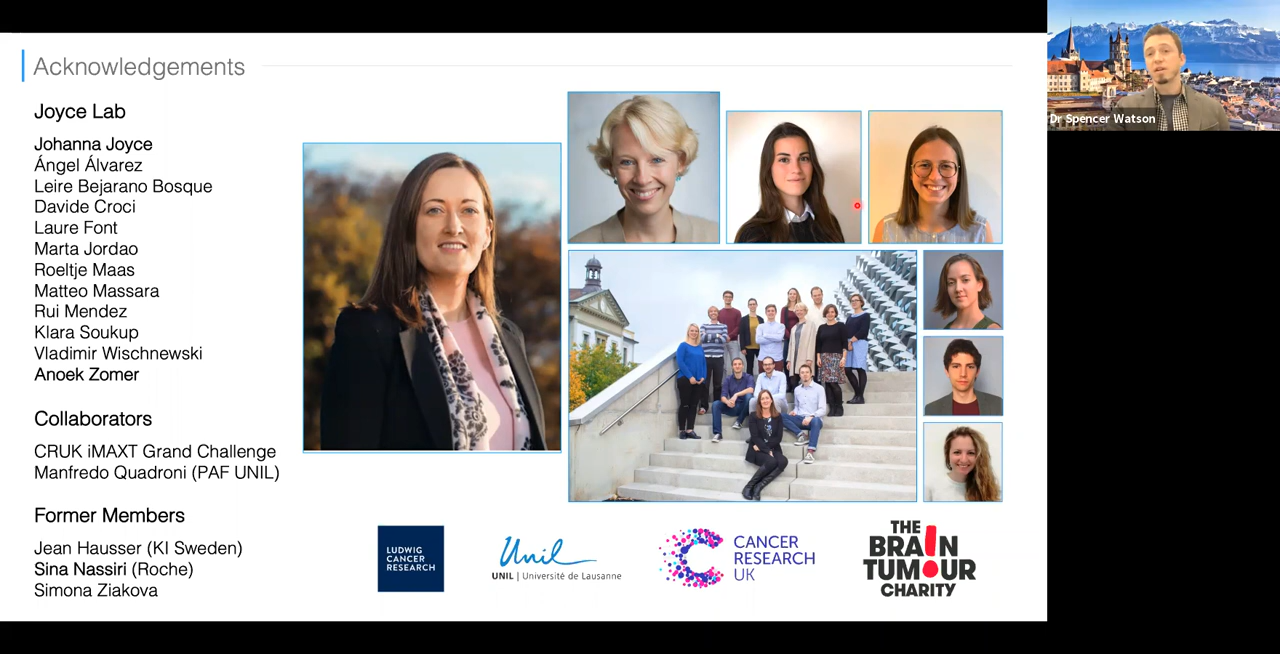 Acknowledgements
Joyce Lab
Johanna Joyce
Ángel Álvarez
Leire Bejarano Bosque
Davide Croci
Laure Font
Marta Jordao
Roeltje Maas
Matteo Massara
Rui Mendez
Klara Soukup
Vladimir Wischnewski
Anoek Zomer
Collaborators
CRUK iMAXT Grand Challenge
Manfredo Quadroni (PAF UNIL)
Former Members
Jean Hausser (KI Sweden)
Sina Nassiri (Roche)
Simona Ziakova
LUDWIG
CANCER
RESEARCH
Unil
UNIL | Université de Lausanne
CANCER
RESEARCH
UK
THE
BRA!N
TUMOUR
CHARITY
Dr Spencer Watson